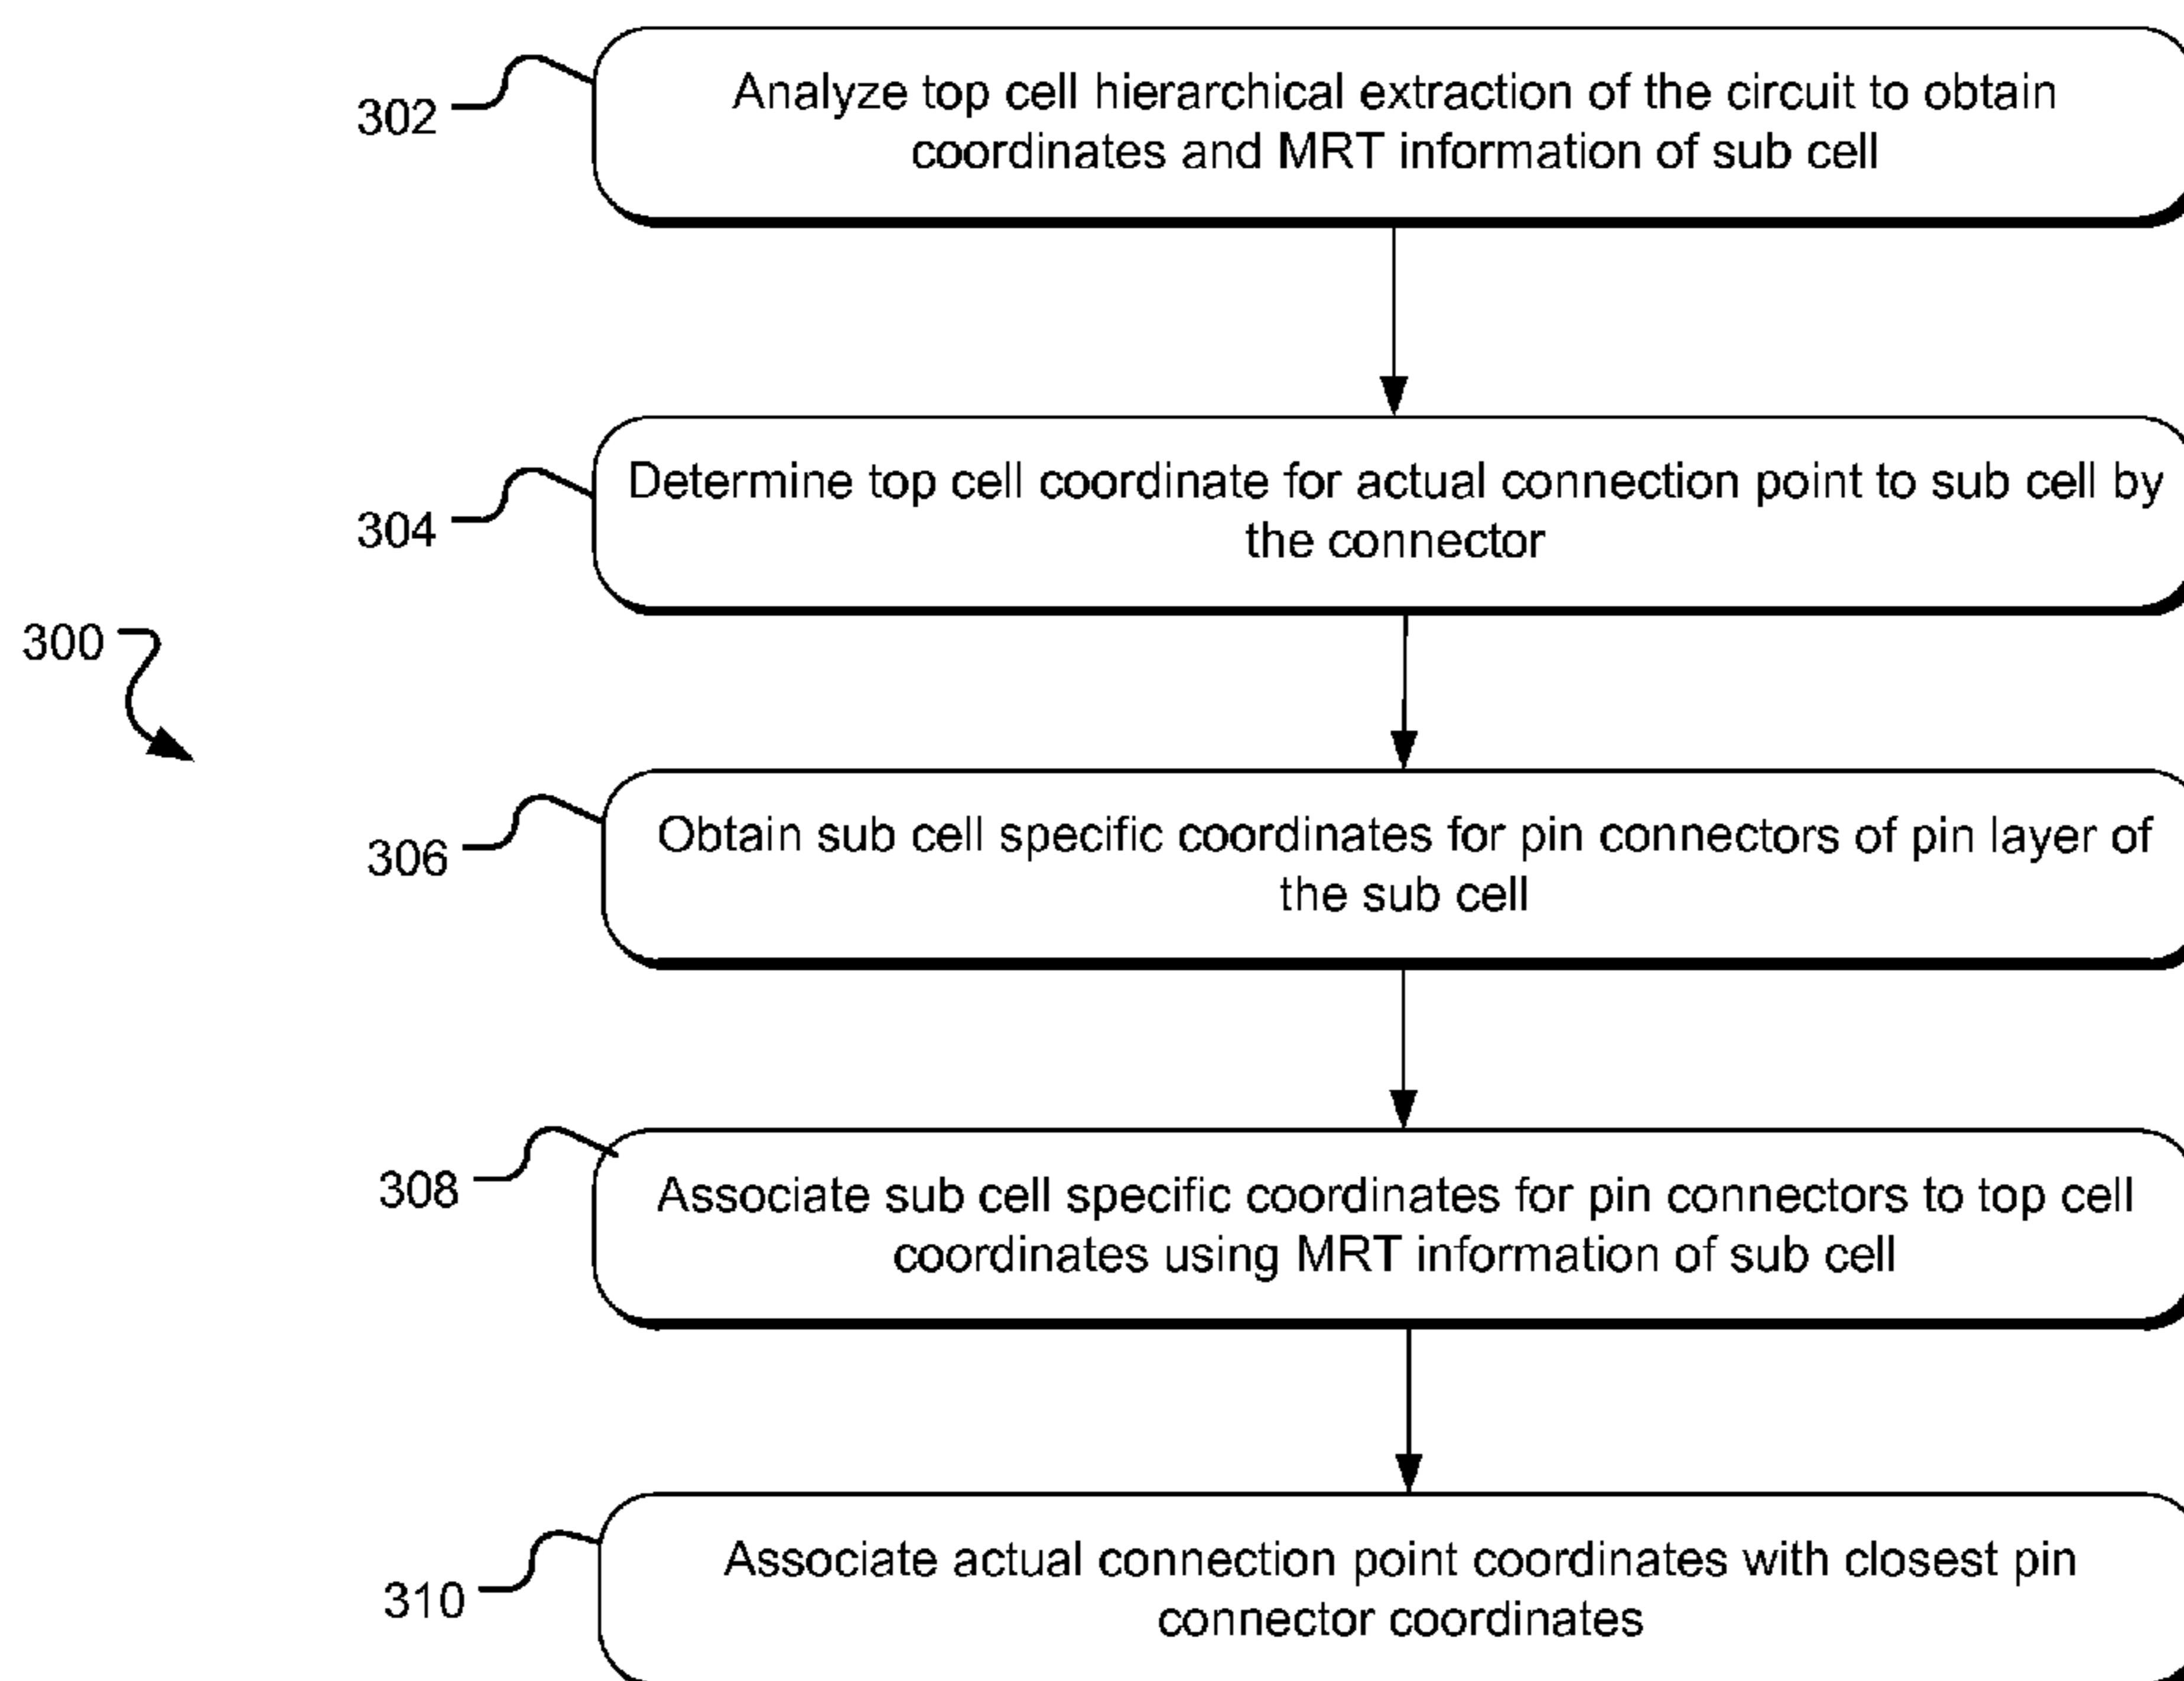 302
Analyze top cell hierarchical extraction of the circuit to obtain
coordinates and MRT information of sub cell
304
Determine top cell coordinate for actual connection point to sub cell by
the connector
300
306
Obtain sub cell specific coordinates for pin connectors of pin layer of
the sub cell
308
Associate sub cell specific coordinates for pin connectors to top cell
coordinates using MRT information of sub cell
310
Associate actual connection point coordinates with closest pin
connector coordinates